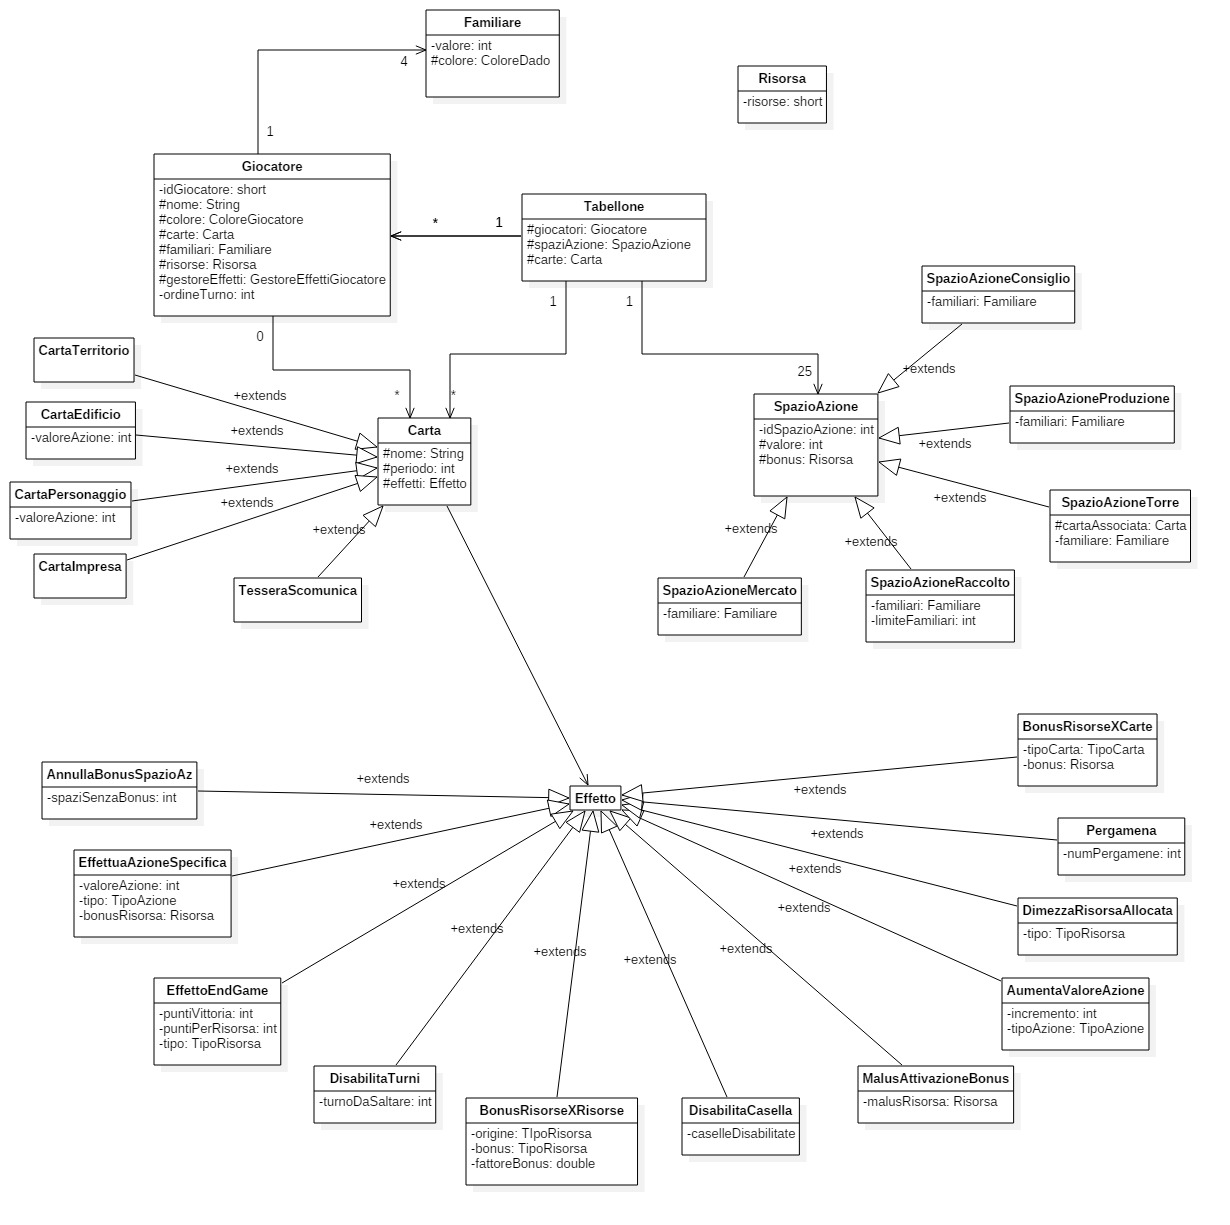 Familiare
-valore: int
#colore: ColoreDado
4
1
Risorsa
-risorse: short
Giocatore
-idGiocatore: short
#nome: String
#colore: ColoreGiocatore
#carte: Carta
#familiari: Familiare
#risorse: Risorsa
#gestoreEffetti: GestoreEffettiGiocatore
-ordineTurno: int
*
1
Tabellone
#giocatori: Giocatore
#spaziAzione: SpazioAzione
#carte: Carta
1
1
0
*
*
25
SpazioAzioneConsiglio
-familiari: Familiare
+extends
CartaTerritorio
+extends
CartaEdificio
-valoreAzione: int
+extends
CartaPersonaggio
-valoreAzione: int
+extends
CartaImpresa
+extends
Carta
#nome: String
#periodo: int
#effetti: Effetto
+extends
TesseraScomunica
SpazioAzione
-idSpazioAzione: int
#valore: int
#bonus: Risorsa
SpazioAzioneProduzione
-familiari: Familiare
+extends
SpazioAzioneTorre
#cartaAssociata: Carta
-familiare: Familiare
+extends
+extends
+extends
SpazioAzioneMercato
-familiare: Familiare
SpazioAzioneRaccolto
-familiari: Familiare
-limiteFamiliari: int
BonusRisorseXCarte
-tipoCarta: TipoCarta
-bonus: Risorsa
+extends
AnnullaBonusSpazioAz
-spaziSenzaBonus: int
+extends
Effetto
Pergamena
-numPergamene: int
+extends
EffettuaAzioneSpecifica
-valoreAzione: int
-tipo: TipoAzione
-bonusRisorsa: Risorsa
+extends
DimezzaRisorsaAllocata
-tipo: TipoRisorsa
+extends
EffettoEndGame
-puntiVittoria: int
-puntiPerRisorsa: int
-tipo: TipoRisorsa
+extends
AumentaValoreAzione
-incremento: int
-tipoAzione: TipoAzione
+extends
DisabilitaTurni
-turnoDaSaltare: int
+extends
BonusRisorseXRisorse
-origine: TIpoRisorsa
-bonus: TipoRisorsa
-fattoreBonus: double
+extends
DisabilitaCasella
-caselleDisabilitate
+extends
MalusAttivazioneBonus
-malusRisorsa: Risorsa
+extends